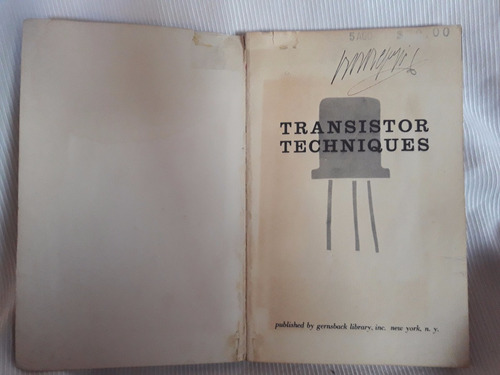 TRANSISTOR
TECHNIQUES
published by gernsback library, inc. new york, n. y.